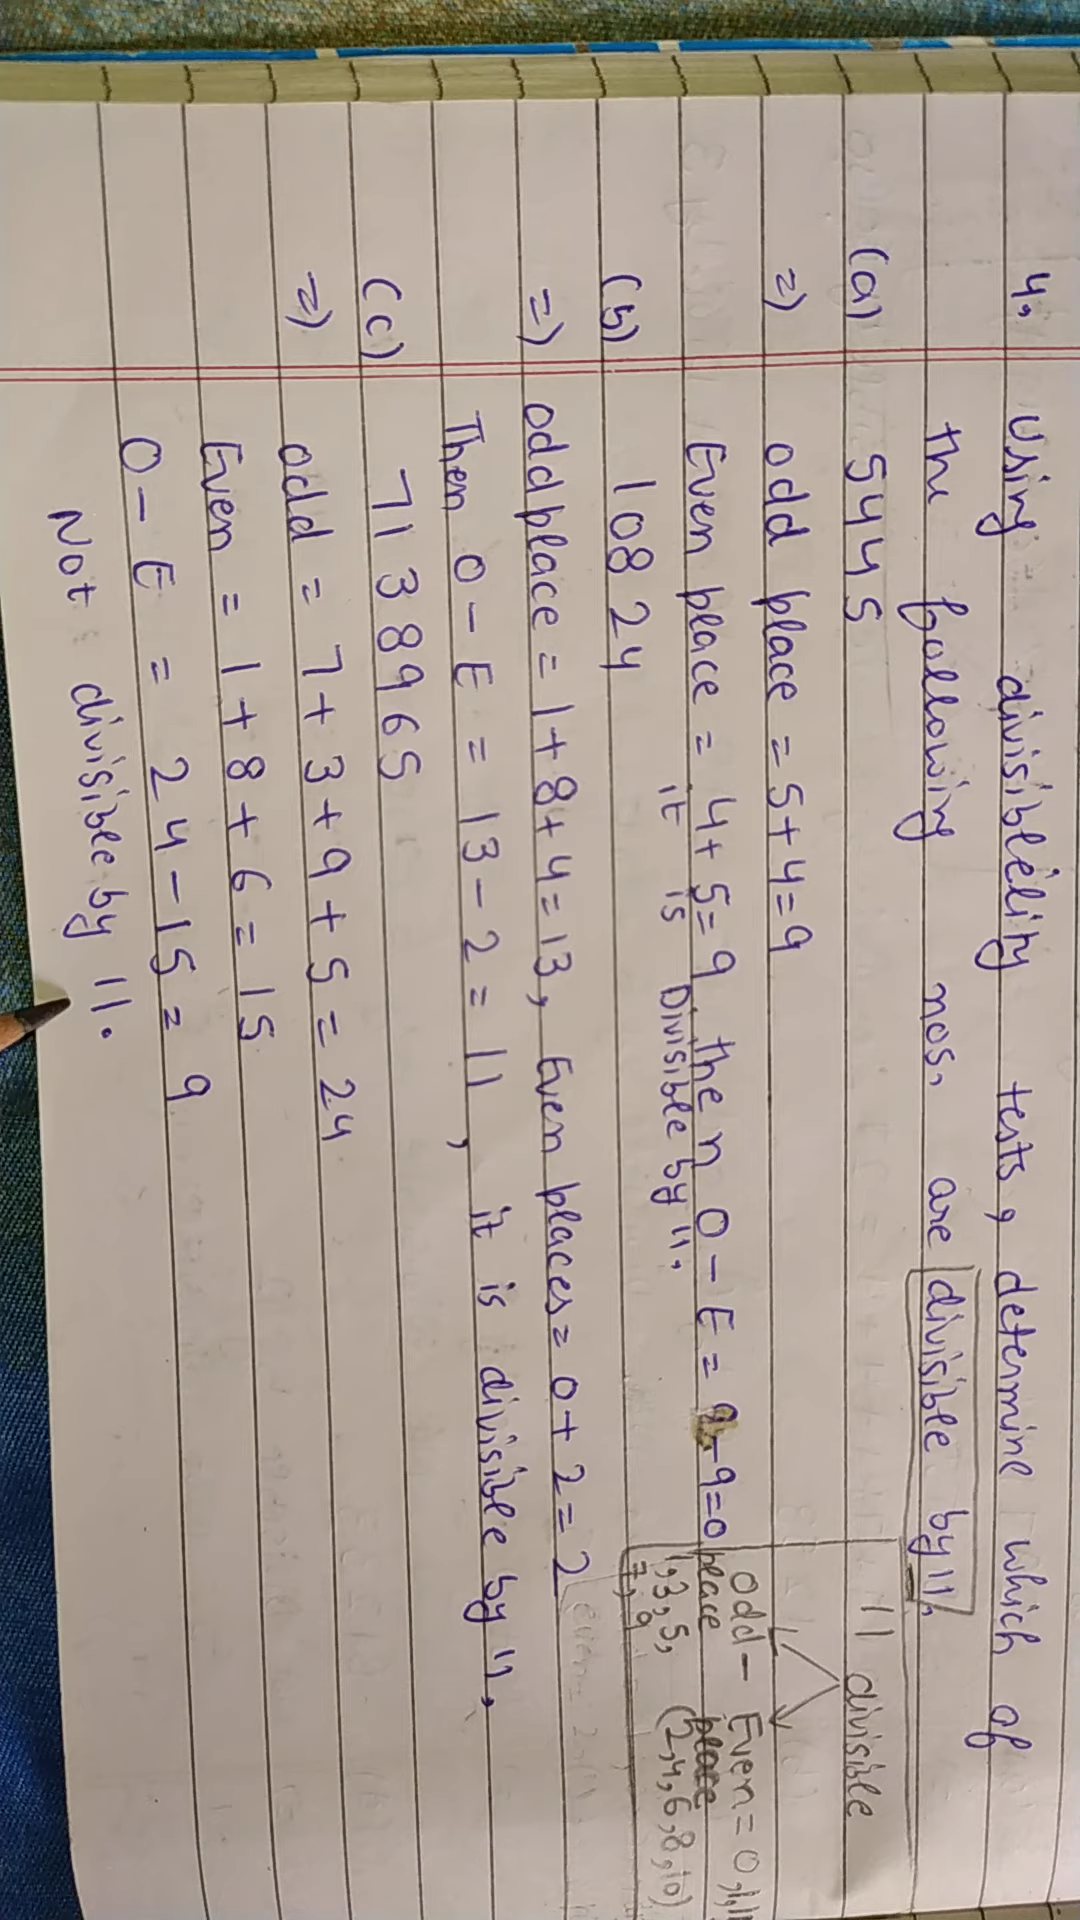 4. Using divisiblelity tests, determine which of
the following nos. are divisible by 11.
11 divisible
(a) 5445
=) odd place = 5+4=9
odd - Even = 0, 1, 11
Even place = 4+5=9, then O-E = 9-9=0
place place
it is Divisible by 11.
1,3,5, (2,4,6,8,10)
7,9
(b) 10824
=) odd place = 1+8+4=13, Even places = 0+2=2
Then O-E = 13-2 = 11, it is divisible by 11.
(c) 7138965
=) odd = 7+3+9+5 = 24
Even = 1+8+6=15
O-E = 24-15 = 9
Not divisible by 11.